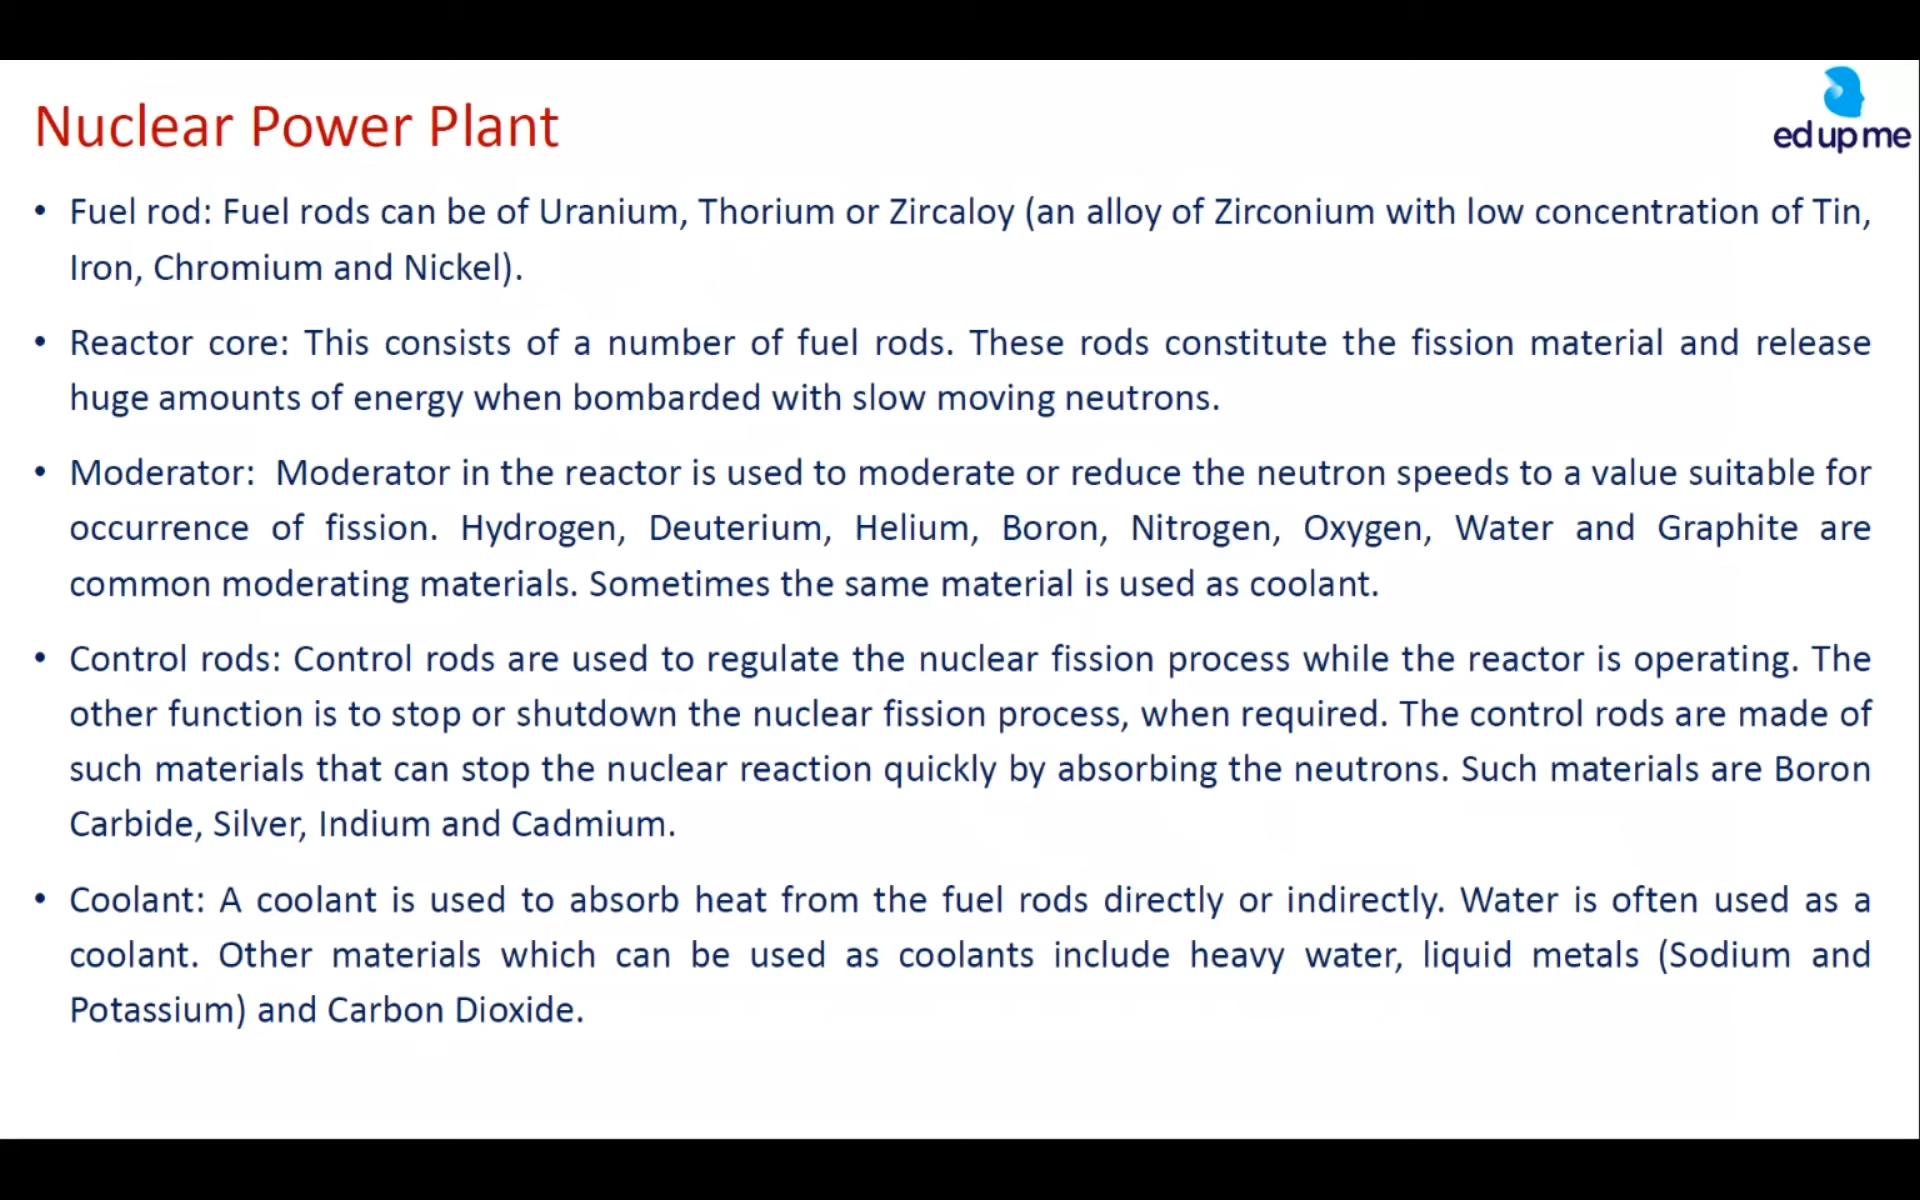 Nuclear Power Plant
ed up me
• Fuel rod: Fuel rods can be of Uranium, Thorium or Zircaloy (an alloy of Zirconium with low concentration of Tin,
Iron, Chromium and Nickel).
• Reactor core: This consists of a number of fuel rods. These rods constitute the fission material and release
huge amounts of energy when bombarded with slow moving neutrons.
• Moderator: Moderator in the reactor is used to moderate or reduce the neutron speeds to a value suitable for
occurrence of fission. Hydrogen, Deuterium, Helium, Boron, Nitrogen, Oxygen, Water and Graphite are
common moderating materials. Sometimes the same material is used as coolant.
• Control rods: Control rods are used to regulate the nuclear fission process while the reactor is operating. The
other function is to stop or shutdown the nuclear fission process, when required. The control rods are made of
such materials that can stop the nuclear reaction quickly by absorbing the neutrons. Such materials are Boron
Carbide, Silver, Indium and Cadmium.
• Coolant: A coolant is used to absorb heat from the fuel rods directly or indirectly. Water is often used as a
coolant. Other materials which can be used as coolants include heavy water, liquid metals (Sodium and
Potassium) and Carbon Dioxide.